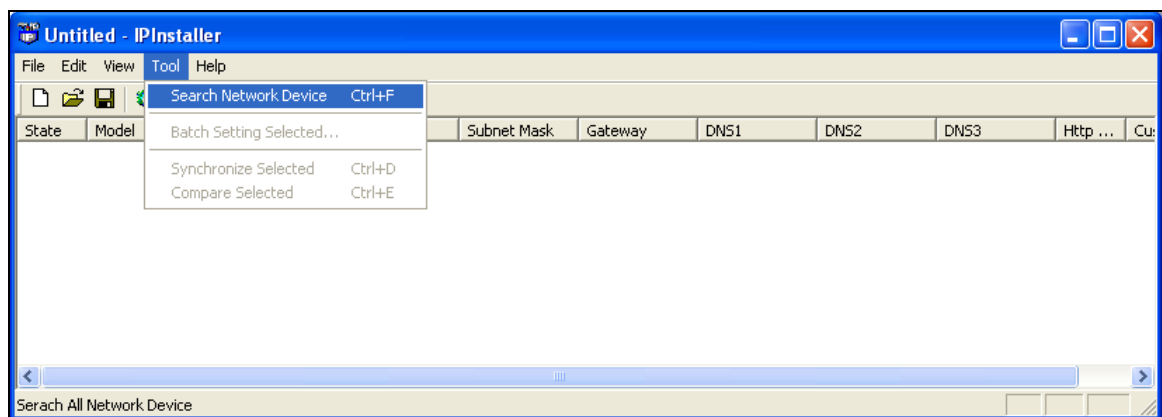 Untitled - IPInstaller
File Edit View Tool Help
Search Network Device Ctrl+F
State Model Subnet Mask Gateway DNS1 DNS2 DNS3 Http ...
Batch Setting Selected...
Synchronize Selected Ctrl+D
Compare Selected Ctrl+E
Serach All Network Device